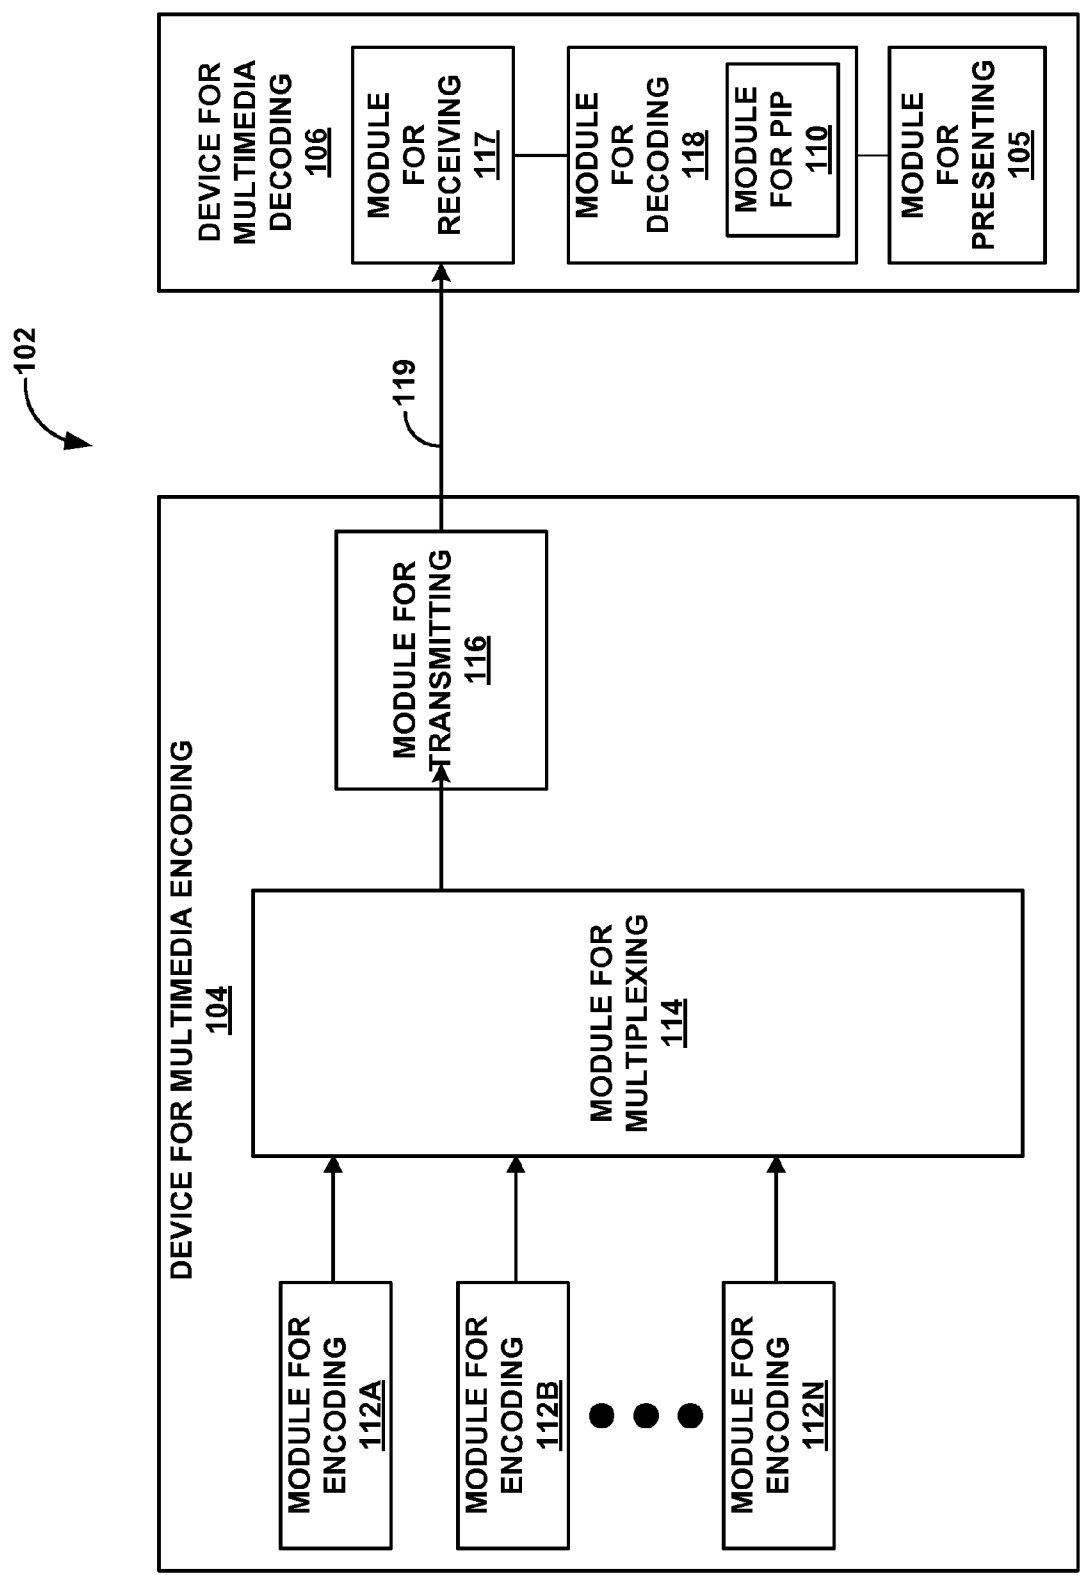 102
DEVICE FOR MULTIMEDIA ENCODING
104
MODULE FOR
ENCODING
112A
MODULE FOR
ENCODING
112B
MODULE FOR
ENCODING
112N
MODULE FOR
MULTIPLEXING
114
MODULE FOR
TRANSMITTING
116
119
DEVICE FOR
MULTIMEDIA
DECODING
106
MODULE
FOR
RECEIVING
117
MODULE
FOR
DECODING
118
MODULE
FOR PIP
110
MODULE
FOR
PRESENTING
105